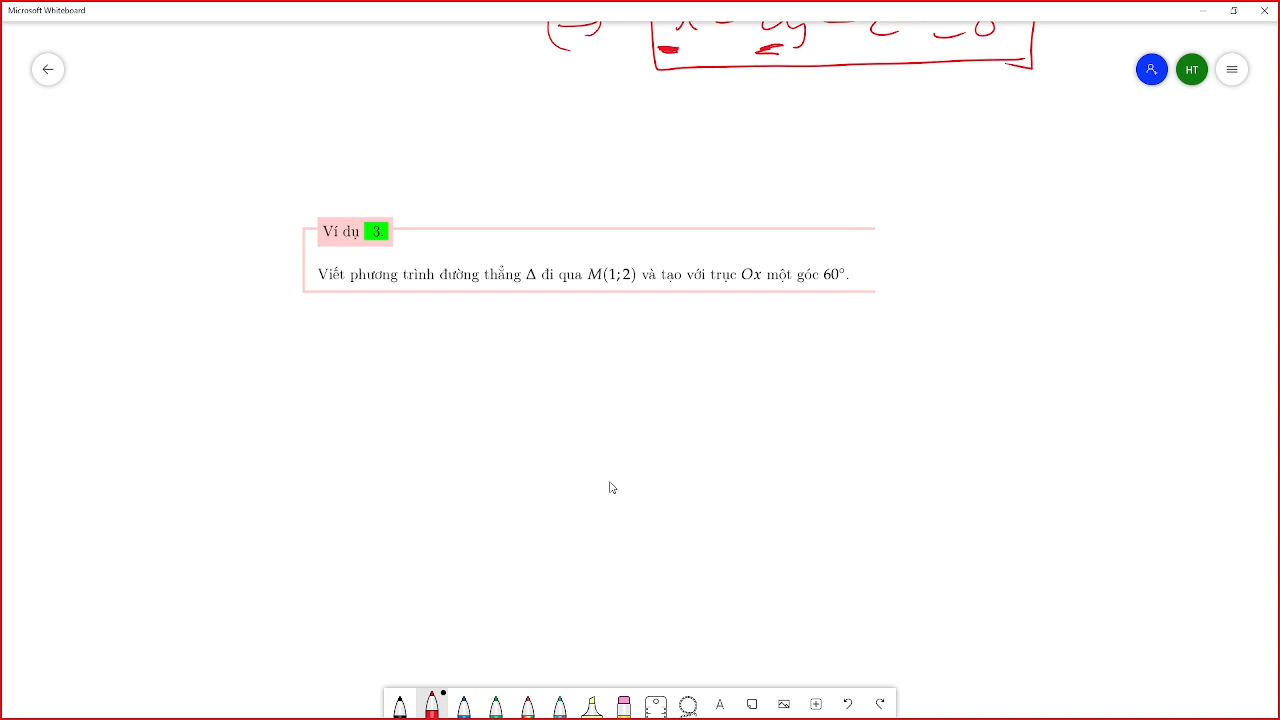 Microsoft Whiteboard
HT
Ví dụ 3.
Viết phương trình đường thẳng Δ đi qua M(1; 2) và tạo với trục Ox một góc 60°.
A